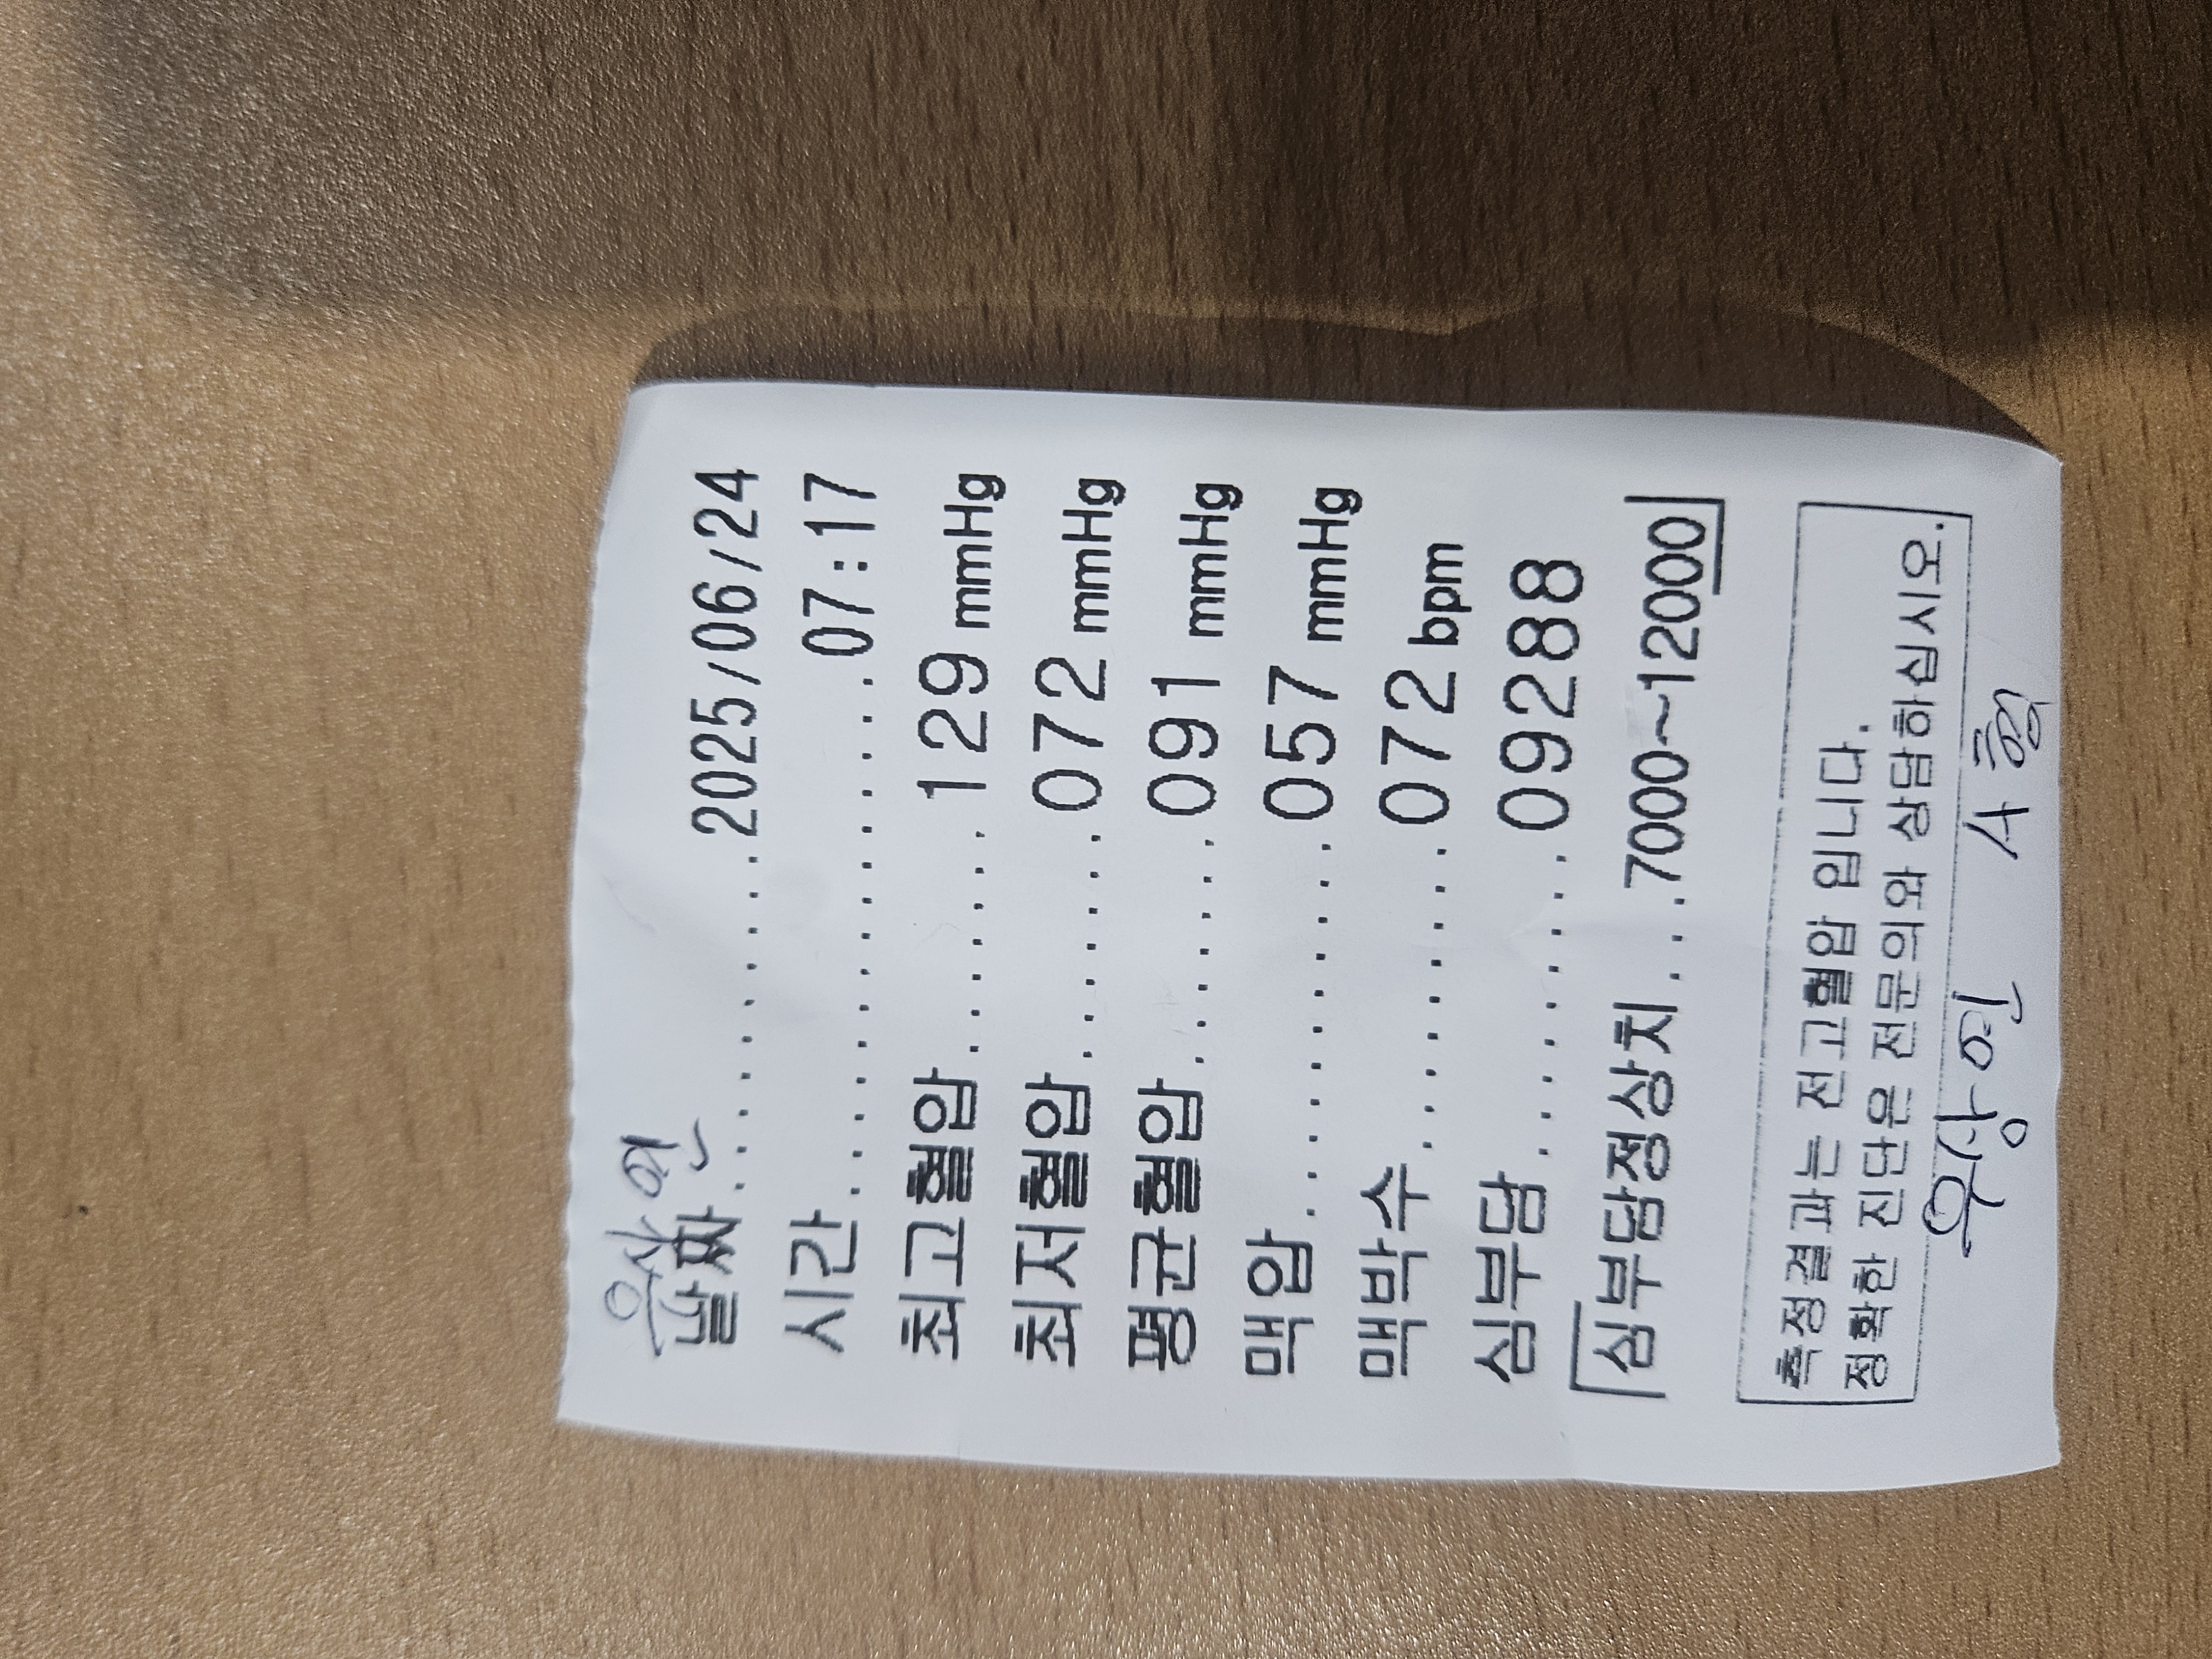 날짜..............2025/06/24
시간....................07:17
최고혈압.........129 mmHg
최저혈압.........072 mmHg
평균혈압.........091 mmHg
맥압..............057 mmHg
맥박수............072 bpm
심부담............09288
심부담정상치...7000~12000
측정결과는 전고혈압 입니다.
정확한 진단은 전문의와 상담하십시오.